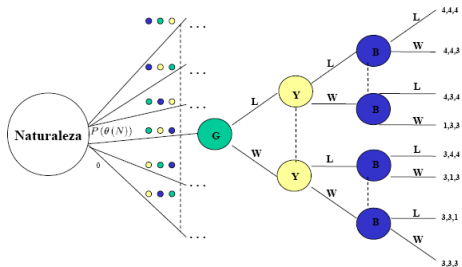 Naturaleza
P(θ(N))
0
. . .
. . .
. . .
. . .
. . .
G
L
W
Y
Y
L
W
L
W
B
B
B
B
L
W
L
W
L
W
L
W
4,4,4
4,4,3
4,3,4
1,3,3
3,4,4
3,1,3
3,3,1
3,3,3